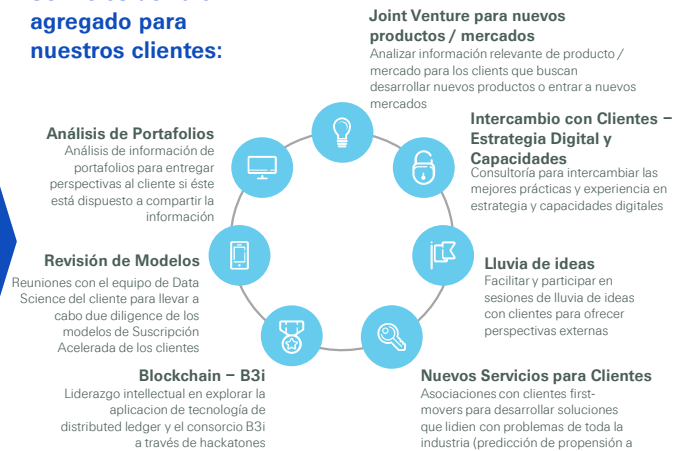 agregado para
nuestros clientes:
Joint Venture para nuevos
productos / mercados
Analizar información relevante de producto /
mercado para los clients que buscan
desarrollar nuevos productos o entrar a nuevos
mercados
Intercambio con Clientes –
Estrategia Digital y
Capacidades
Consultoría para intercambiar las
mejores prácticas y experiencia en
estrategia y capacidades digitales
Lluvia de ideas
Facilitar y participar en
sesiones de lluvia de ideas
con clientes para ofrecer
perspectivas externas
Nuevos Servicios para Clientes
Asociaciones con clientes first-
movers para desarrollar soluciones
que lidien con problemas de toda la
industria (predicción de propensión a
Blockchain – B3i
Liderazgo intelectual en explorar la
aplicacion de tecnología de
distributed ledger y el consorcio B3i
a través de hackatones
Revisión de Modelos
Reuniones con el equipo de Data
Science del cliente para llevar a
cabo due diligence de los
modelos de Suscripción
Acelerada de los clientes
Análisis de Portafolios
Análisis de información de
portafolios para entregar
perspectivas al cliente si éste
está dispuesto a compartir la
información